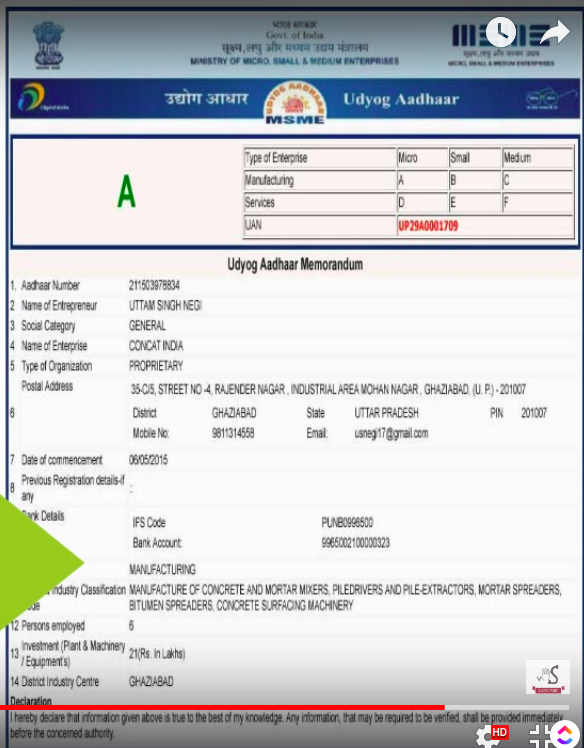 भारत सरकार
Govt. of India
सूक्ष्म,लघु और मध्यम उद्यम मंत्रालय
MINISTRY OF MICRO, SMALL & MEDIUM ENTERPRISES
MICRO, SMALL & MEDIUM ENTERPRISES
Digital India
उद्योग आधार
UDYOG AADHAAR
MSME
Udyog Aadhaar
A
Type of Enterprise Micro Small Medium
Manufacturing A B C
Services D E F
UAN UP29A0001709
Udyog Aadhaar Memorandum
1. Aadhaar Number 211503978834
2 Name of Entrepreneur UTTAM SINGH NEGI
3 Social Category GENERAL
4 Name of Enterprise CONCAT INDIA
5 Type of Organization PROPRIETARY
6 Postal Address 35-C/5, STREET NO -4, RAJENDER NAGAR , INDUSTRIAL AREA MOHAN NAGAR , GHAZIABAD, (U. P.) - 201007
District GHAZIABAD State UTTAR PRADESH PIN 201007
Mobile No: 9811314558 Email: usnegi17@gmail.com
7 Date of commencement 06/05/2015
8 Previous Registration details-if any
Bank Details
IFS Code PUNB0996500
Bank Account: 9965002100000323
MANUFACTURING
Industry Classification MANUFACTURE OF CONCRETE AND MORTAR MIXERS, PILEDRIVERS AND PILE-EXTRACTORS, MORTAR SPREADERS,
BITUMEN SPREADERS, CONCRETE SURFACING MACHINERY
12 Persons employed 6
13 Investment (Plant & Machinery / Equipment's) 21(Rs. In Lakhs)
14 District Industry Centre GHAZIABAD
Declaration
I hereby declare that information given above is true to the best of my knowledge. Any information, that may be required to be verified, shall be provided immediately
before the concerned authority.
HD